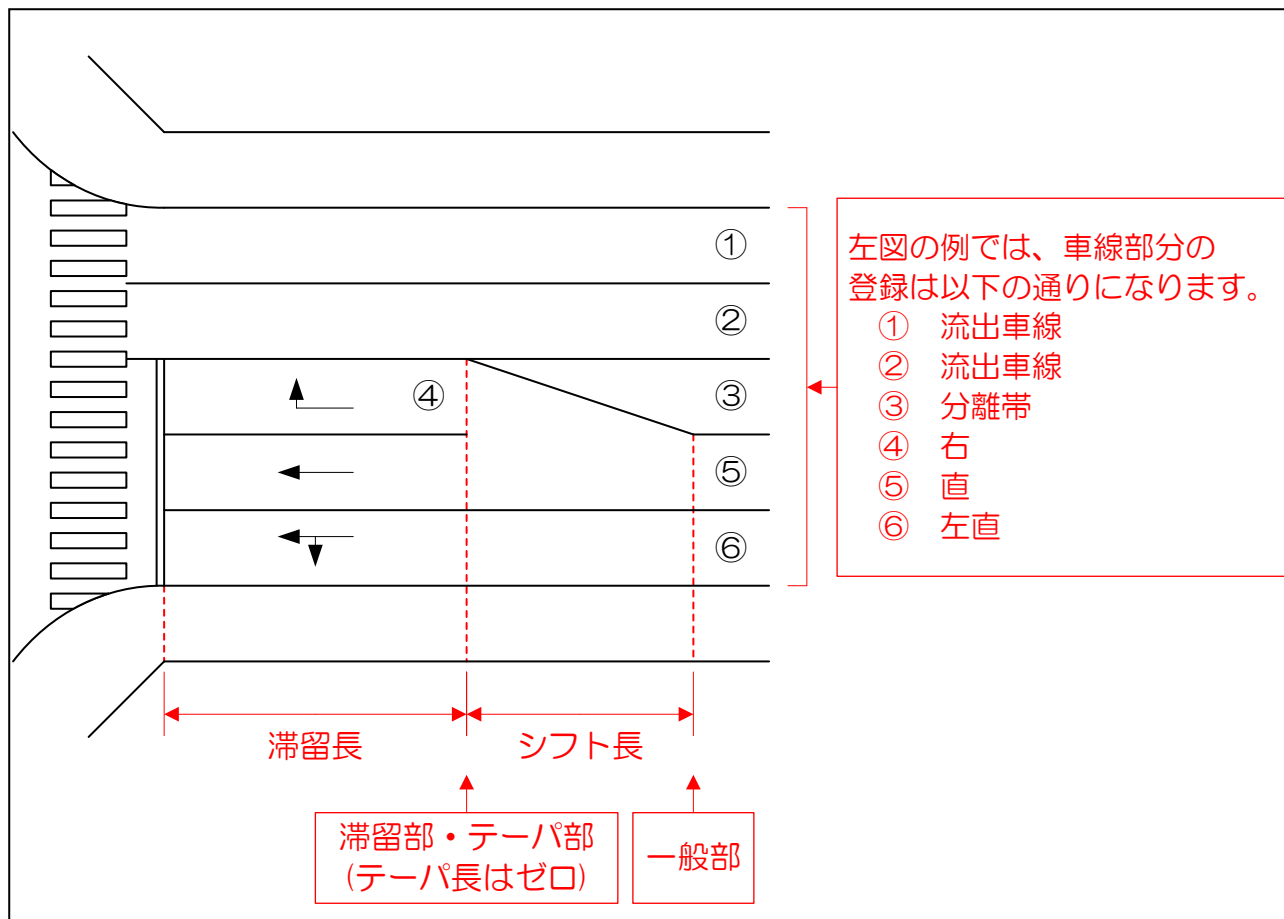 ①
②
③
④
⑤
⑥
左図の例では、車線部分の
登録は以下の通りになります。
① 流出車線
② 流出車線
③ 分離帯
④ 右
⑤ 直
⑥ 左直
滞留長
シフト長
滞留部・テーパ部
(テーパ長はゼロ)
一般部